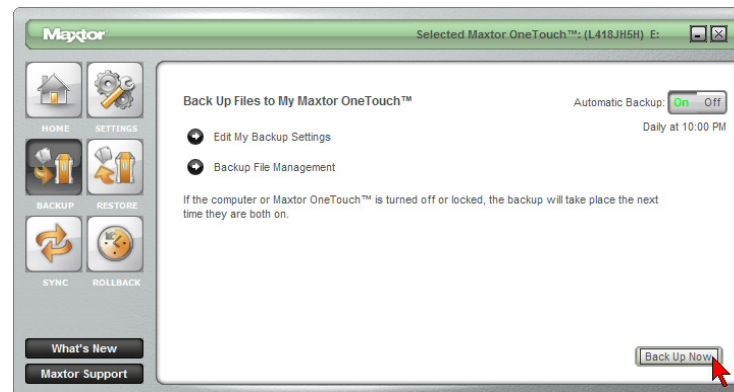 Maxtor
Selected Maxtor OneTouch™: (L418JH5H) E:
HOME
SETTINGS
BACKUP
RESTORE
SYNC
ROLLBACK
What's New
Maxtor Support
Back Up Files to My Maxtor OneTouch™
Automatic Backup: On Off
Daily at 10:00 PM
Edit My Backup Settings
Backup File Management
If the computer or Maxtor OneTouch™ is turned off or locked, the backup will take place the next
time they are both on.
Back Up Now